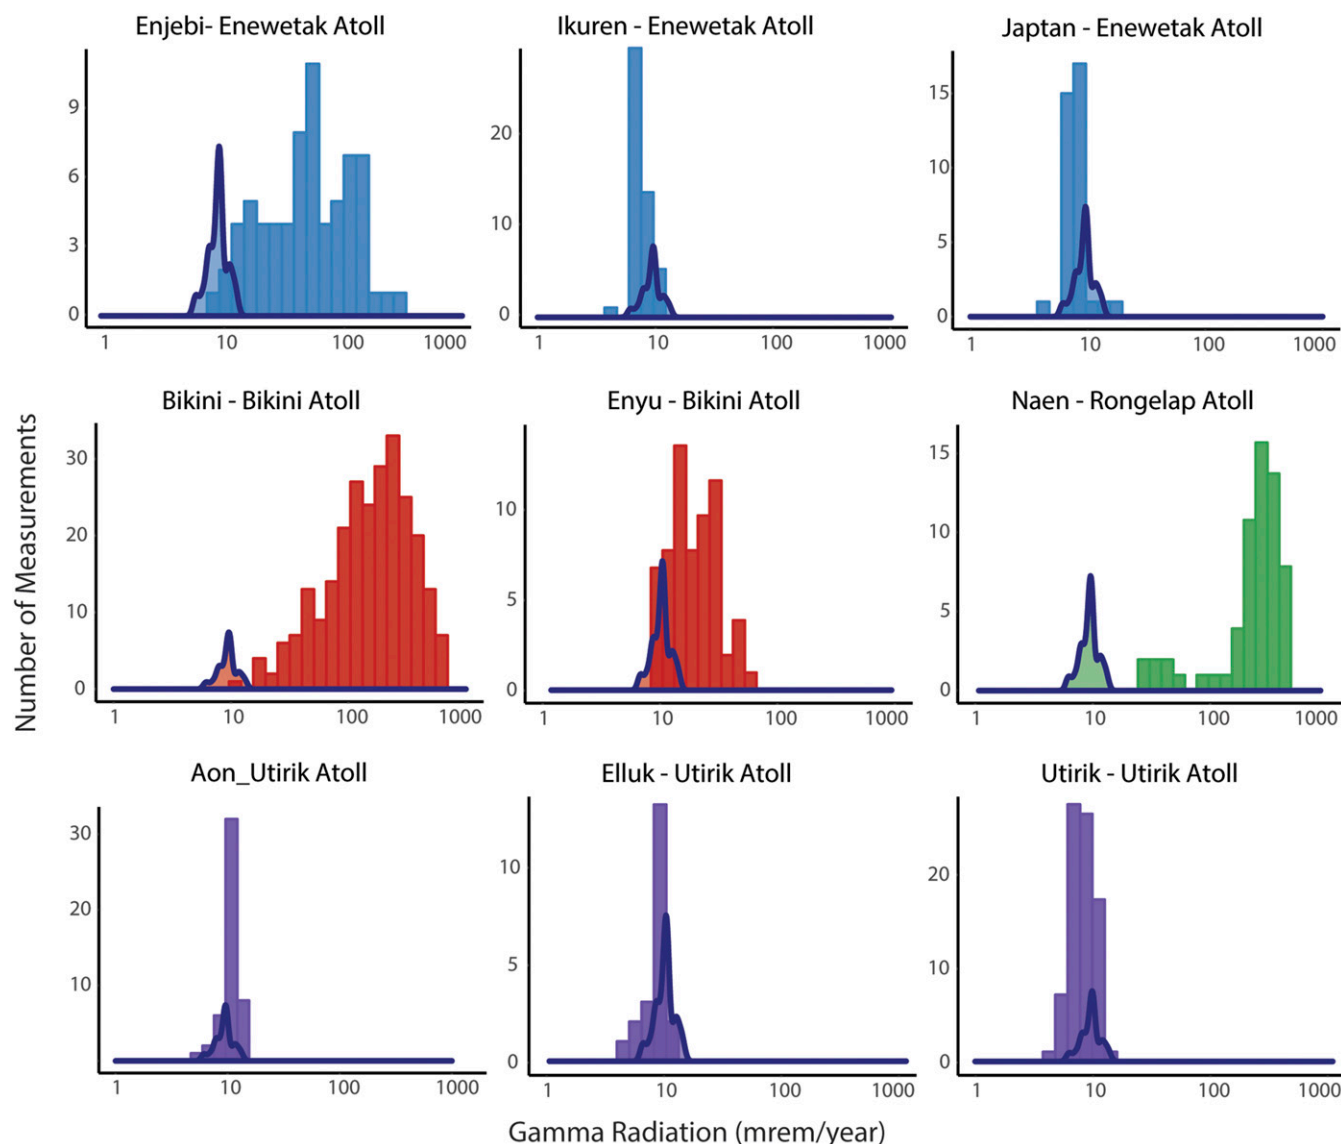 Enjebi- Enewetak Atoll
Ikuren - Enewetak Atoll
Japtan - Enewetak Atoll
9
6
3
0
1 10 100 1000
20
10
0
1 10 100 1000
15
10
5
0
1 10 100 1000
Number of Measurements
Bikini - Bikini Atoll
Enyu - Bikini Atoll
Naen - Rongelap Atoll
30
20
10
0
1 10 100 1000
10
5
0
1 10 100 1000
15
10
5
0
1 10 100 1000
Aon_Utirik Atoll
Elluk - Utirik Atoll
Utirik - Utirik Atoll
30
20
10
1 10 100 1000
10
5
0
1 10 100 1000
20
10
0
1 10 100 1000
Gamma Radiation (mrem/year)